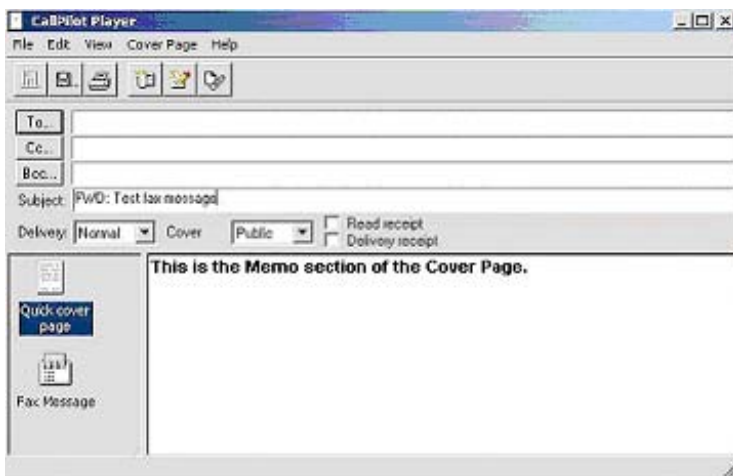 CallPilot Player
File Edit View Cover Page Help
To...
Cc...
Bcc...
Subject: FWD: Test fax message
Delivery: Normal Cover Public Read receipt
Delivery receipt
This is the Memo section of the Cover Page.
Quick cover
page
Fax Message